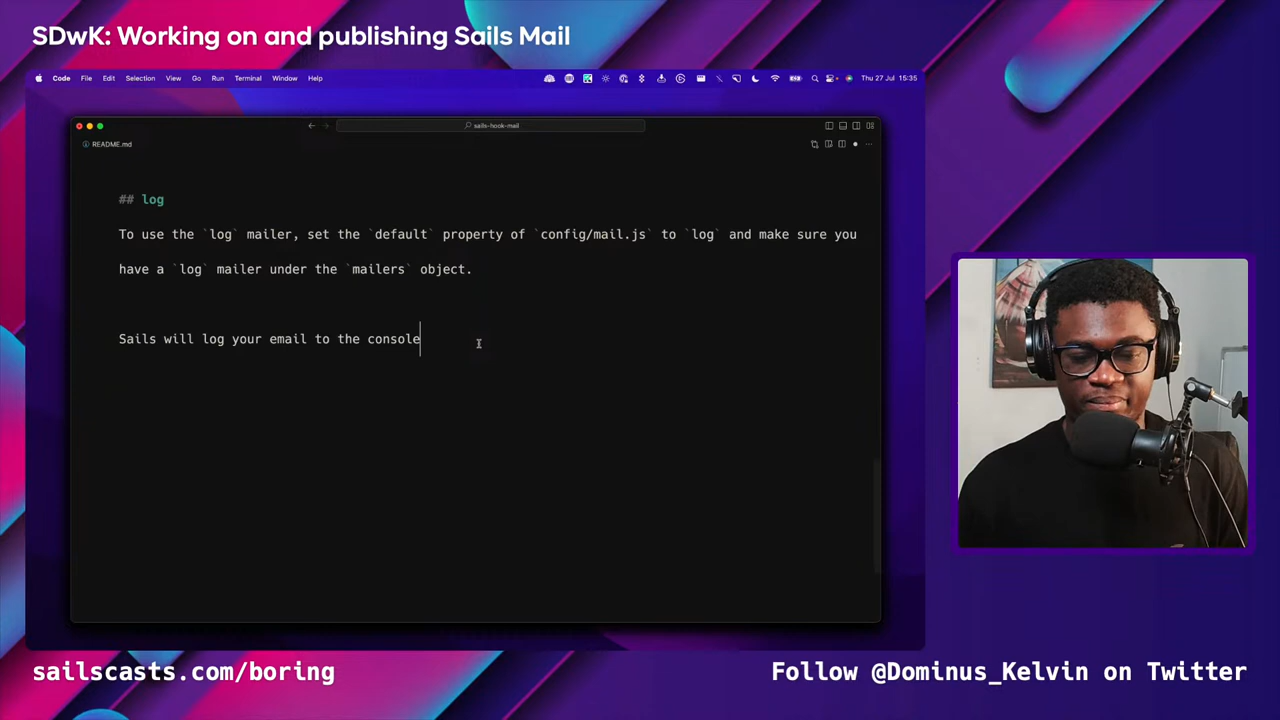 SDwK: Working on and publishing Sails Mail
Code File Edit Selection View Go Run Terminal Window Help
Thu 27 Jul 15:35
sails-hook-mail
README.md
## log
To use the `log` mailer, set the `default` property of `config/mail.js` to `log` and make sure you
have a `log` mailer under the `mailers` object.
Sails will log your email to the console
sailscasts.com/boring
Follow @Dominus_Kelvin on Twitter